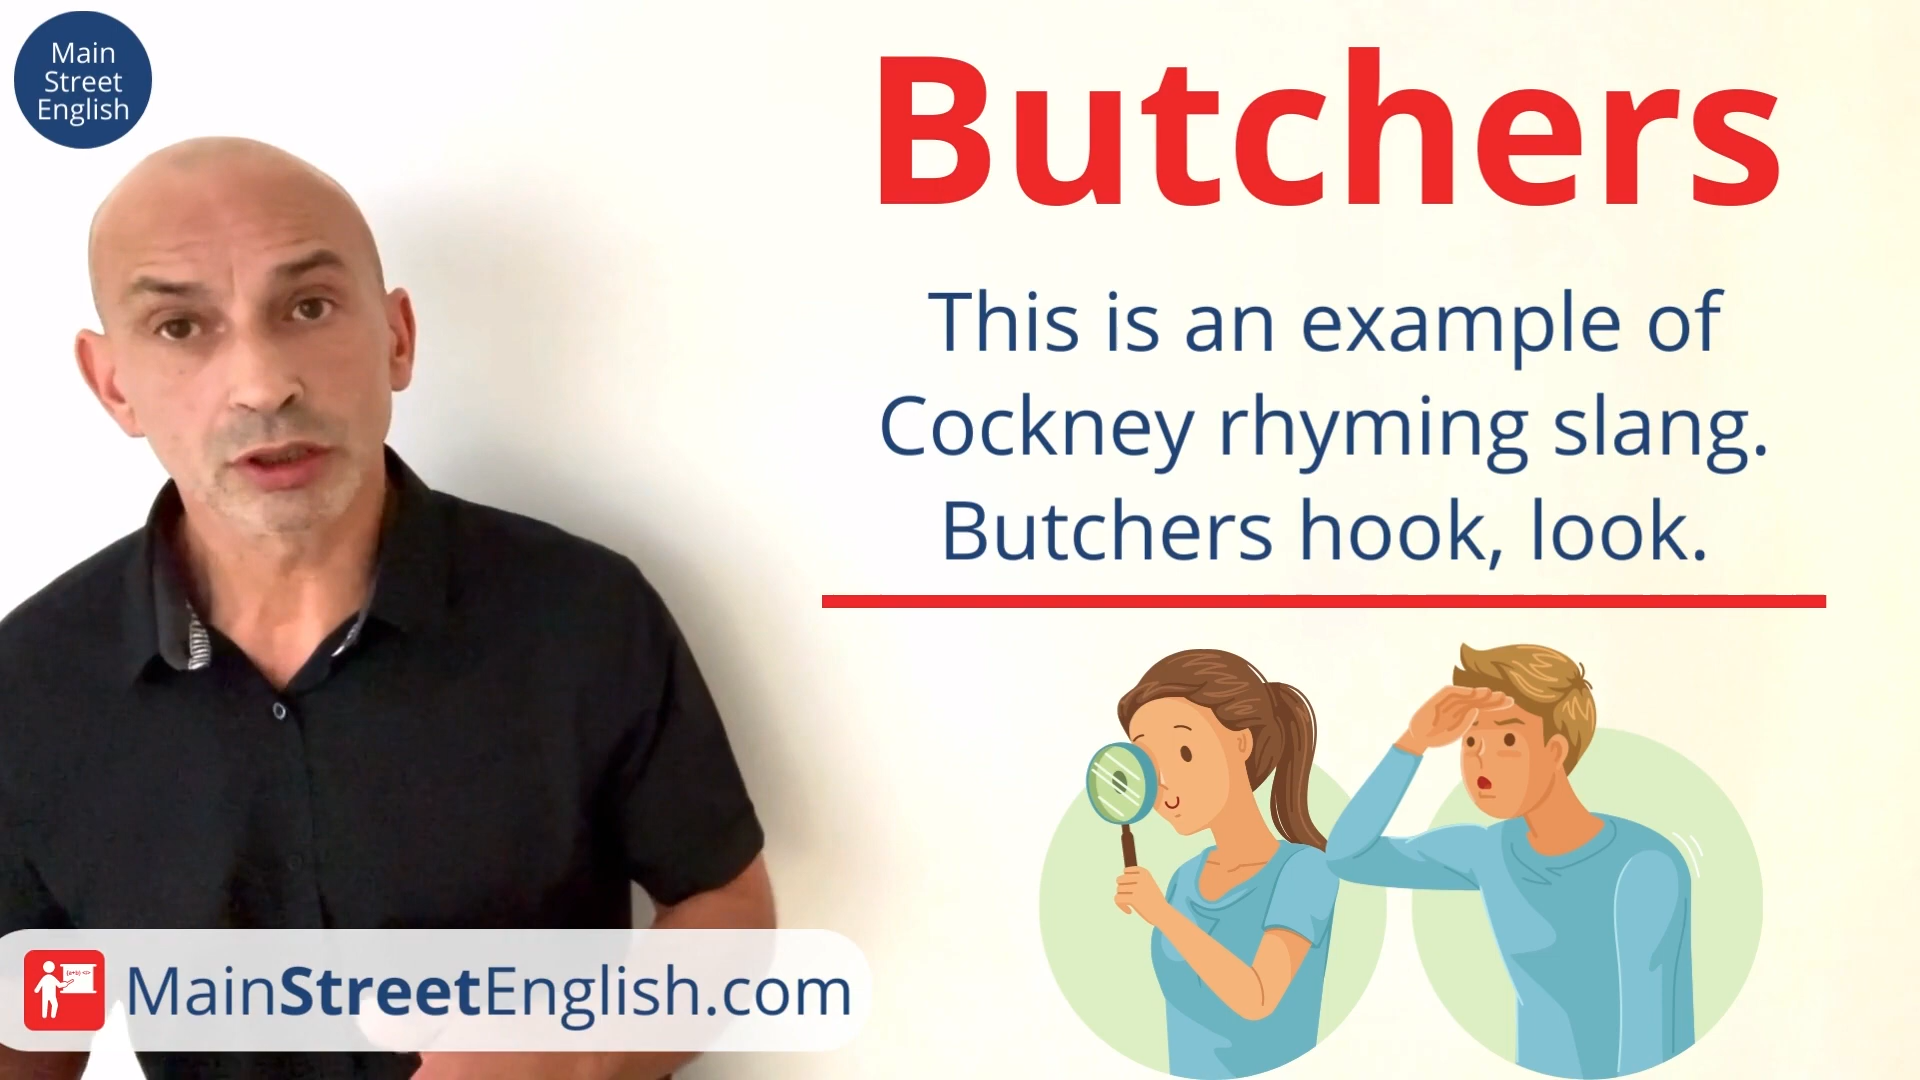 Main
Street
English
Butchers
This is an example of
Cockney rhyming slang.
Butchers hook, look.
MainStreetEnglish.com